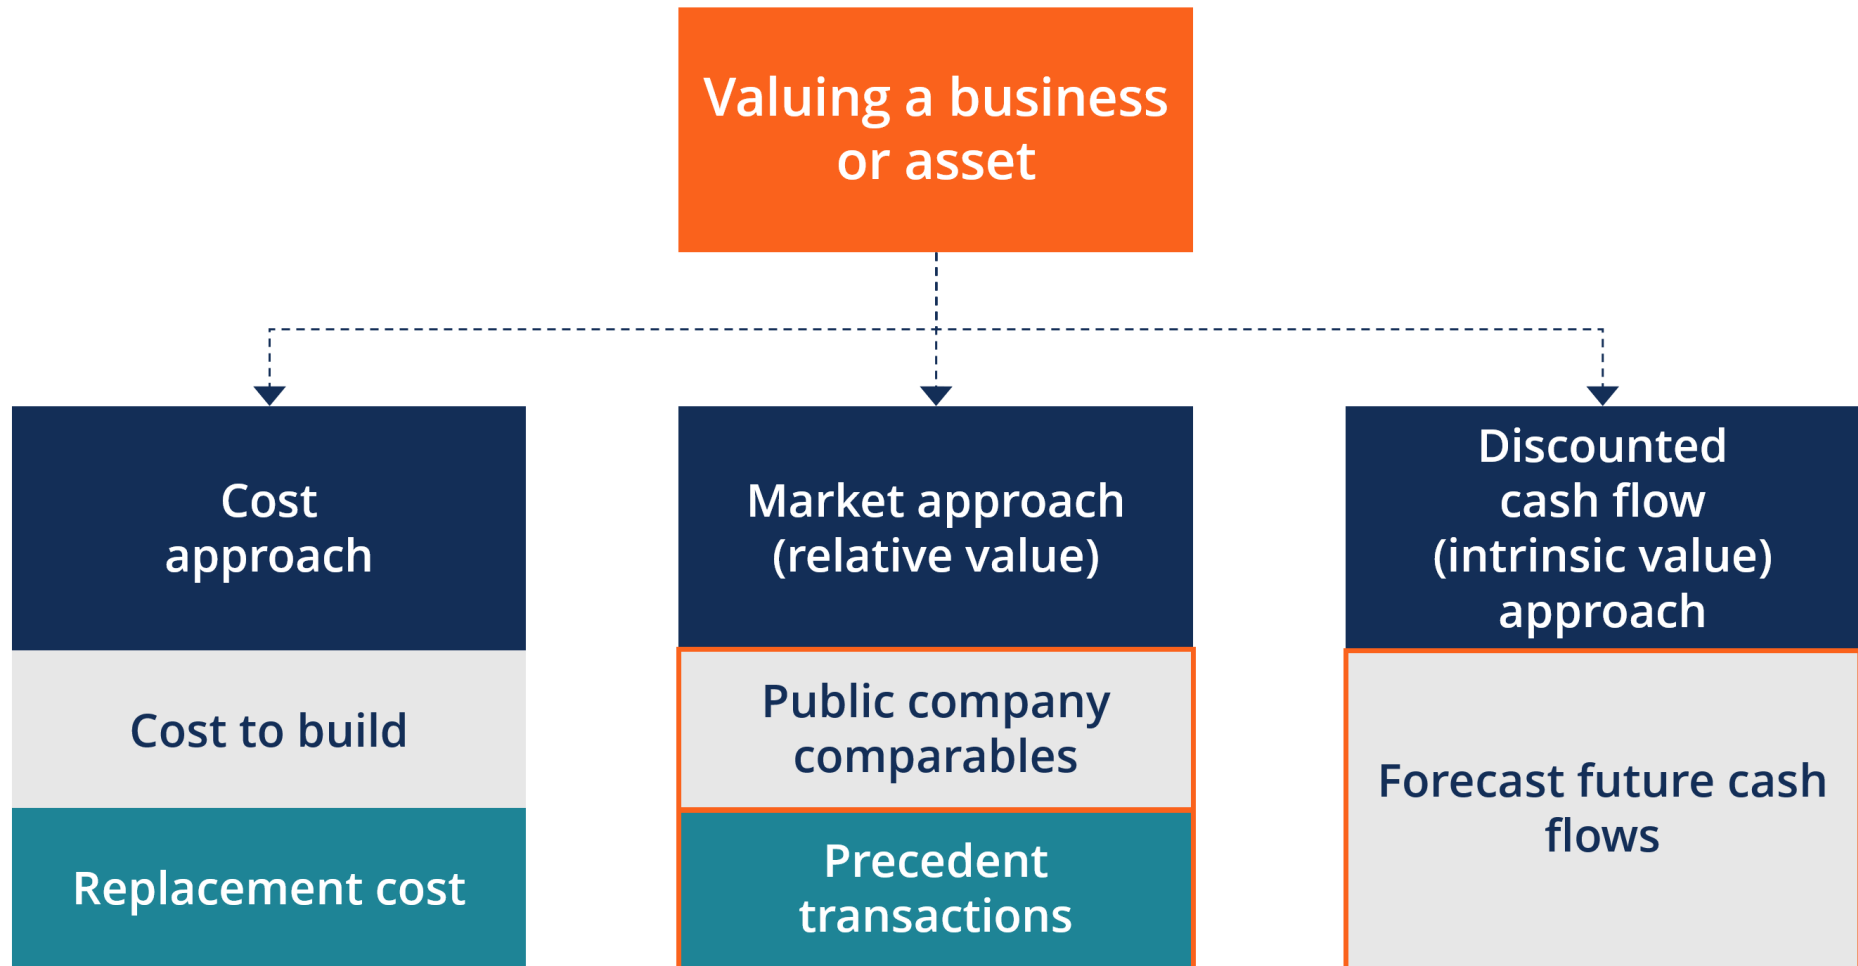 Valuing a business
or asset
Cost
approach
Cost to build
Replacement cost
Market approach
(relative value)
Public company
comparables
Precedent
transactions
Discounted
cash flow
(intrinsic value)
approach
Forecast future cash
flows